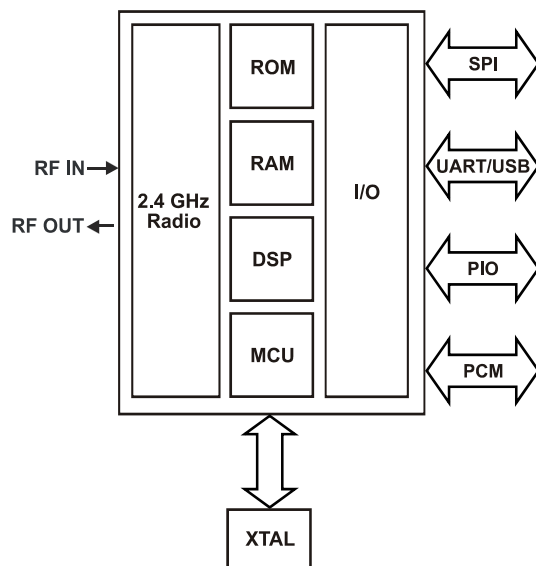 ROM
SPI
RF IN
RAM
UART/USB
2.4 GHz
Radio
I/O
RF OUT
DSP
PIO
MCU
PCM
XTAL